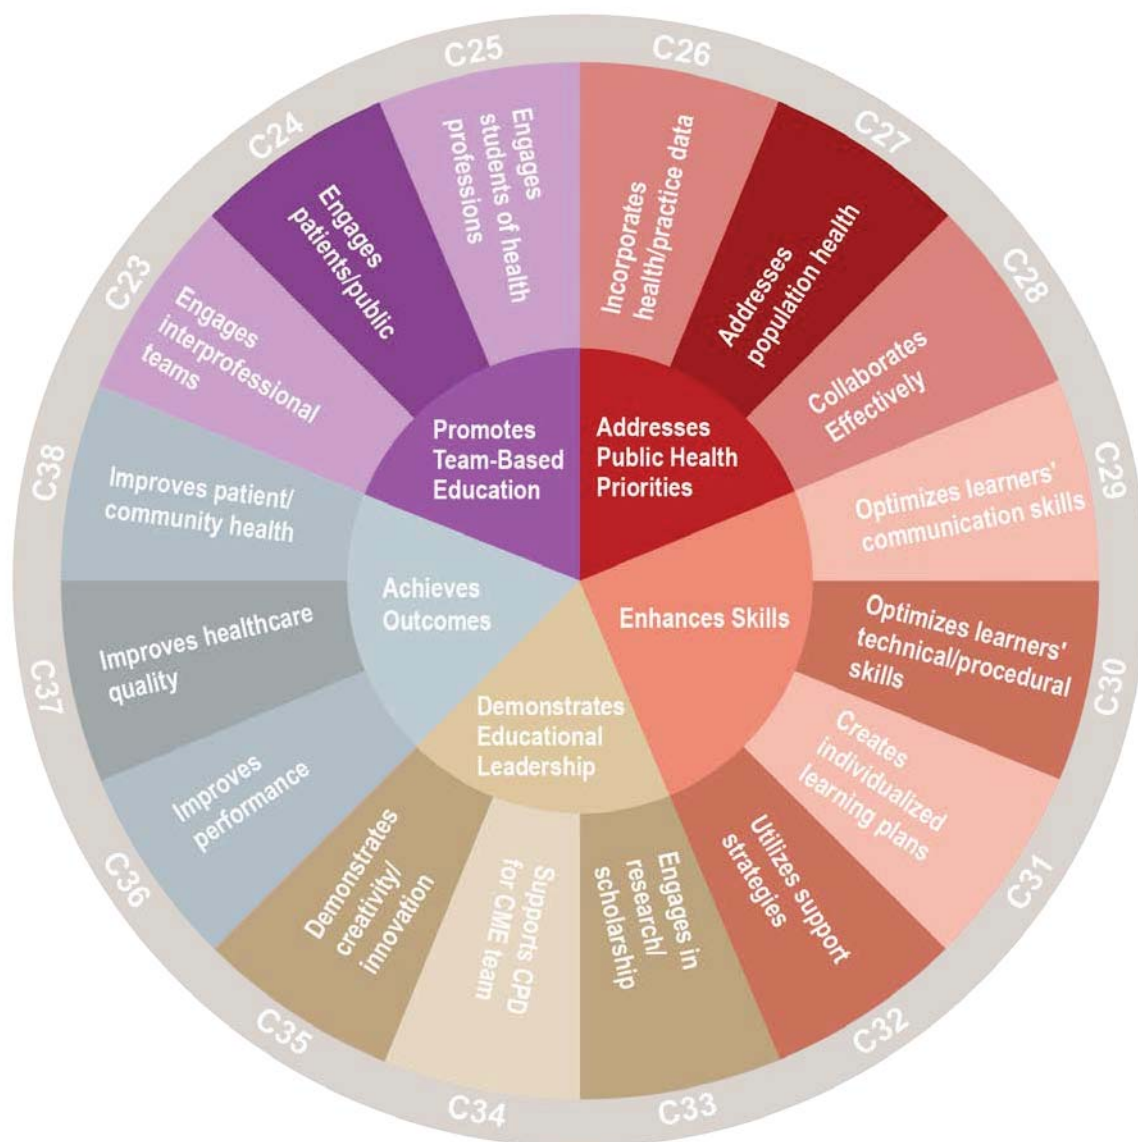 C23
Engages
interprofessional
teams
C24
Engages
patients/public
C25
Engages
students of health
professions
Promotes
Team-Based
Education
C26
Incorporates
health/practice data
C27
Addresses
population health
C28
Collaborates
Effectively
Addresses
Public Health
Priorities
C29
Optimizes learners'
communication skills
C30
Optimizes learners'
technical/procedural
skills
C31
Creates
individualized
learning plans
C32
Utilizes support
strategies
Enhances Skills
C33
Engages in
research/
scholarship
C34
Supports CPD
for CME team
C35
Demonstrates
creativity/
innovation
Demonstrates
Educational
Leadership
C36
Improves
performance
C37
Improves healthcare
quality
C38
Improves patient/
community health
Achieves
Outcomes